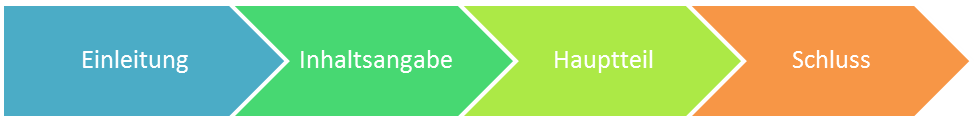 Einleitung
Inhaltsangabe
Hauptteil
Schluss